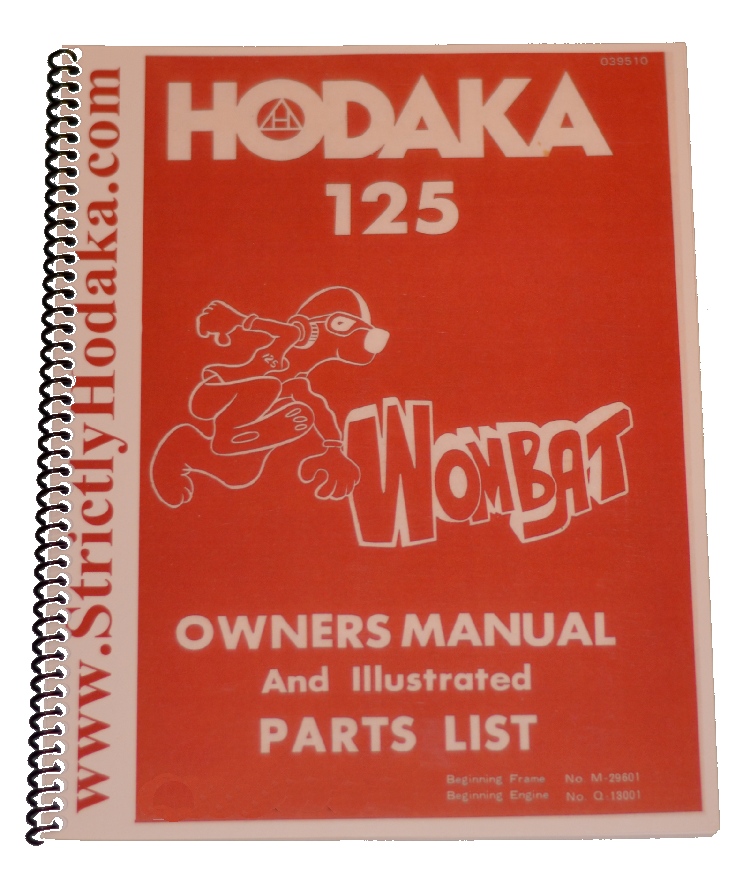 www.StrictlyHodaka.com
039510
HODAKA
125
125
WOMBAT
OWNERS MANUAL
And Illustrated
PARTS LIST
Beginning Frame No. M-29601
Beginning Engine No. Q-13001